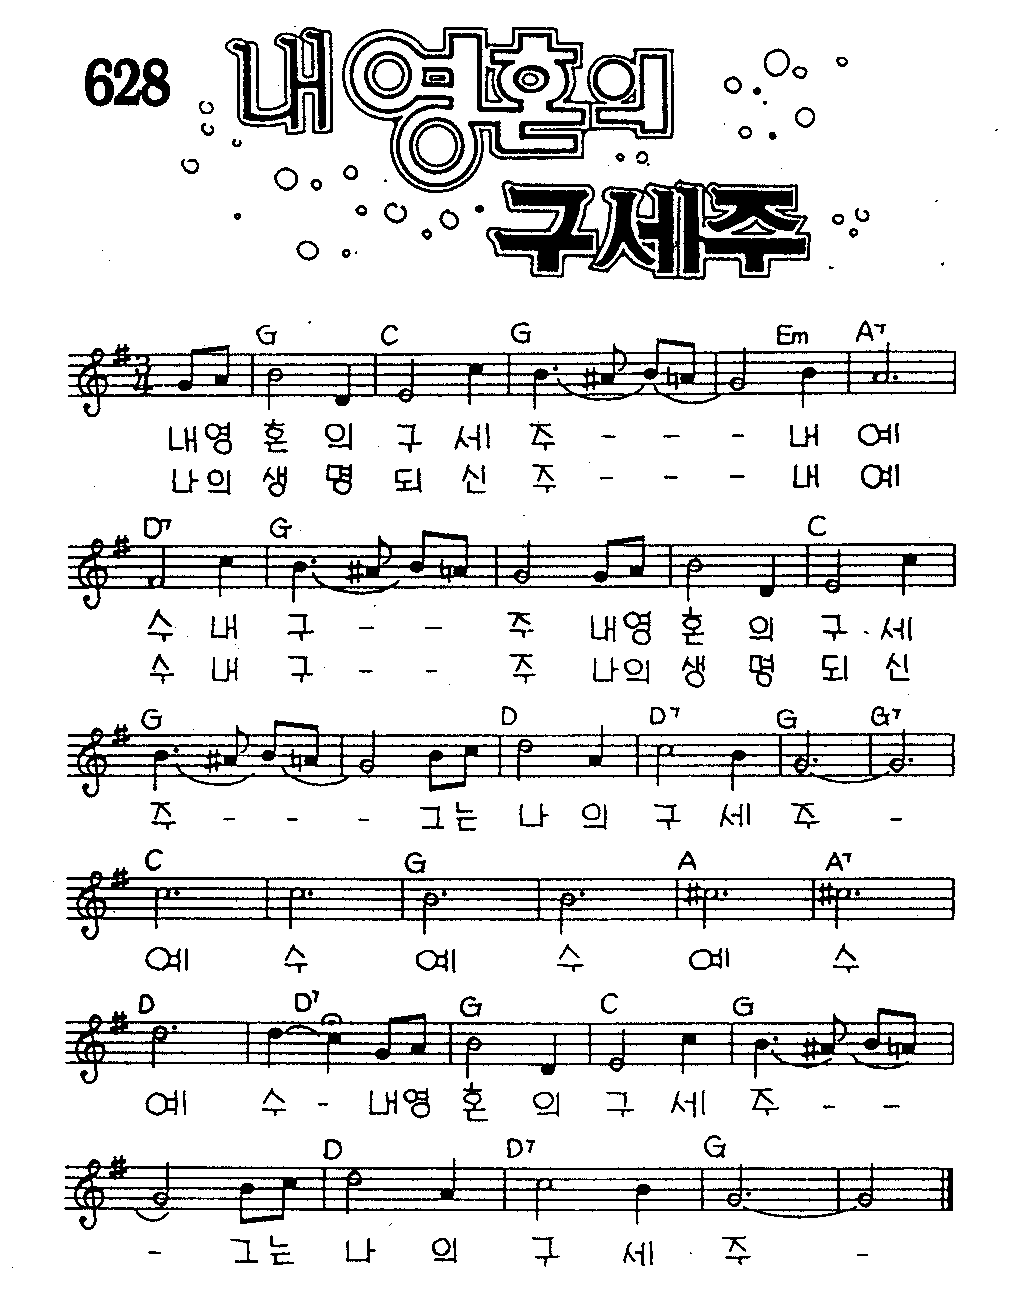 628
내 영혼의
구세주
G C G Em A7
내영 혼 의 구 세 주 - - - 내 예
나의 생 명 되 신 주 - - - 내 예
D7 G C
수 내 구 - - 주 내영 혼 의 구 세
수 내 구 - - 주 나의 생 명 되 신
G D D7 G G7
주 - - - 그는 나 의 구 세 주 -
C G A A7
예 수 예 수 예 수
D D7 G C G
예 수 - 내영 혼 의 구 세 주 - -
D D7 G
- 그는 나 의 구 세 주 -